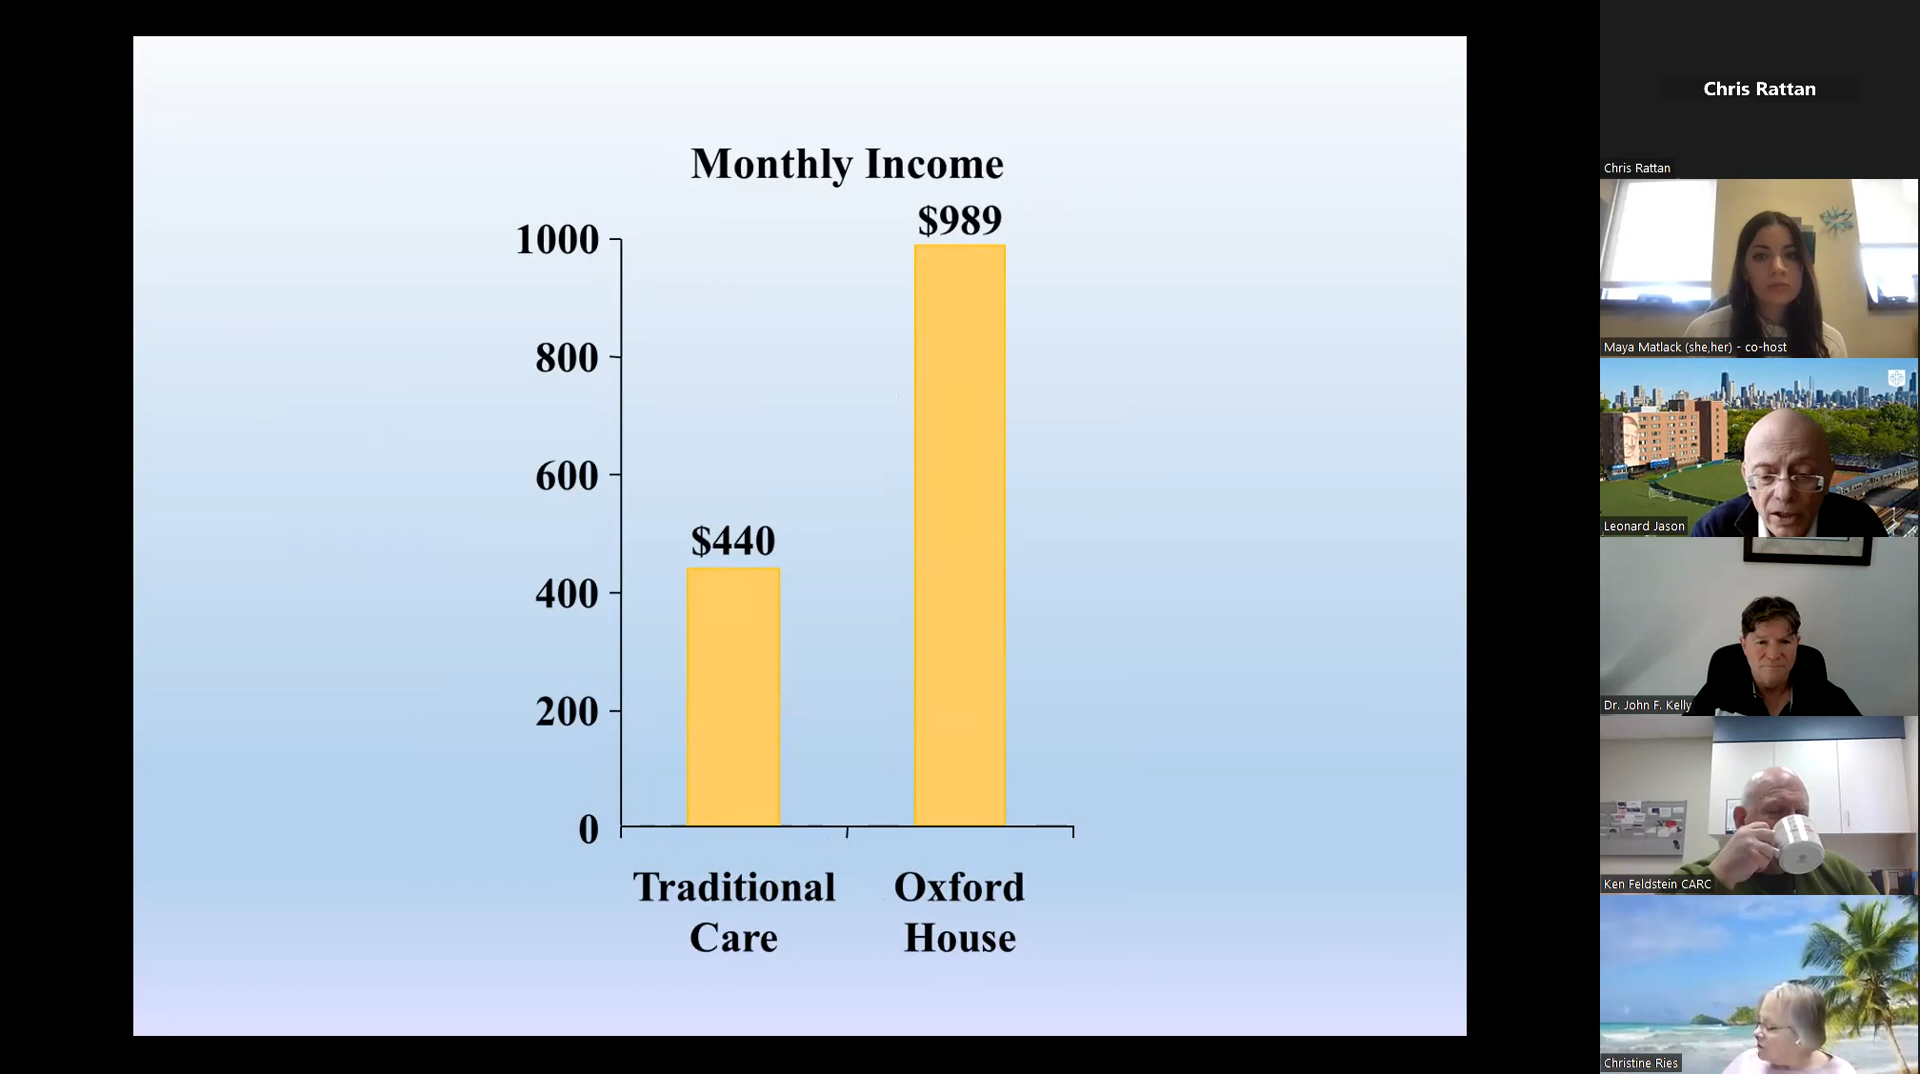 Monthly Income
$989
1000
800
600
$440
400
200
0
Traditional Care
Oxford House
Chris Rattan
Chris Rattan
Maya Matlack (she,her) - co-host
Leonard Jason
Dr. John F. Kelly
Ken Feldstein CARC
Christine Ries